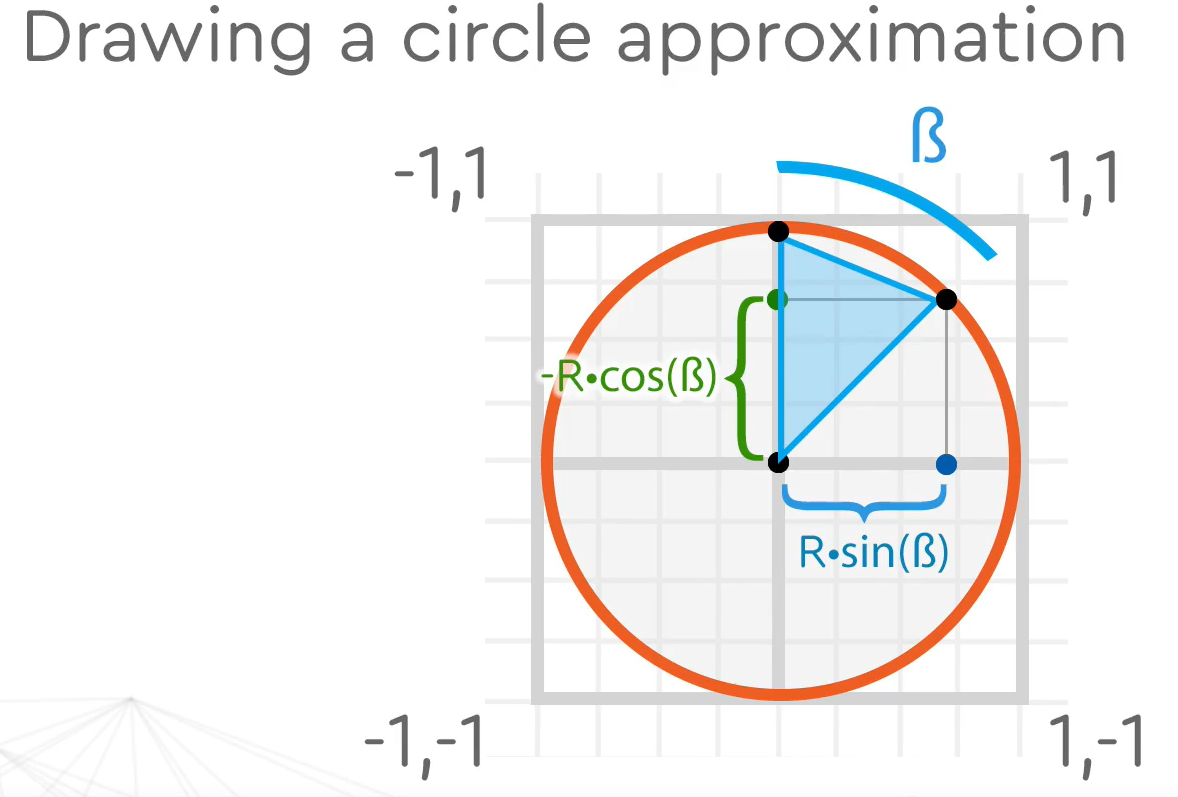 Drawing a circle approximation
ß
-1,1
1,1
-R•cos(ß)
R•sin(ß)
-1,-1
1,-1